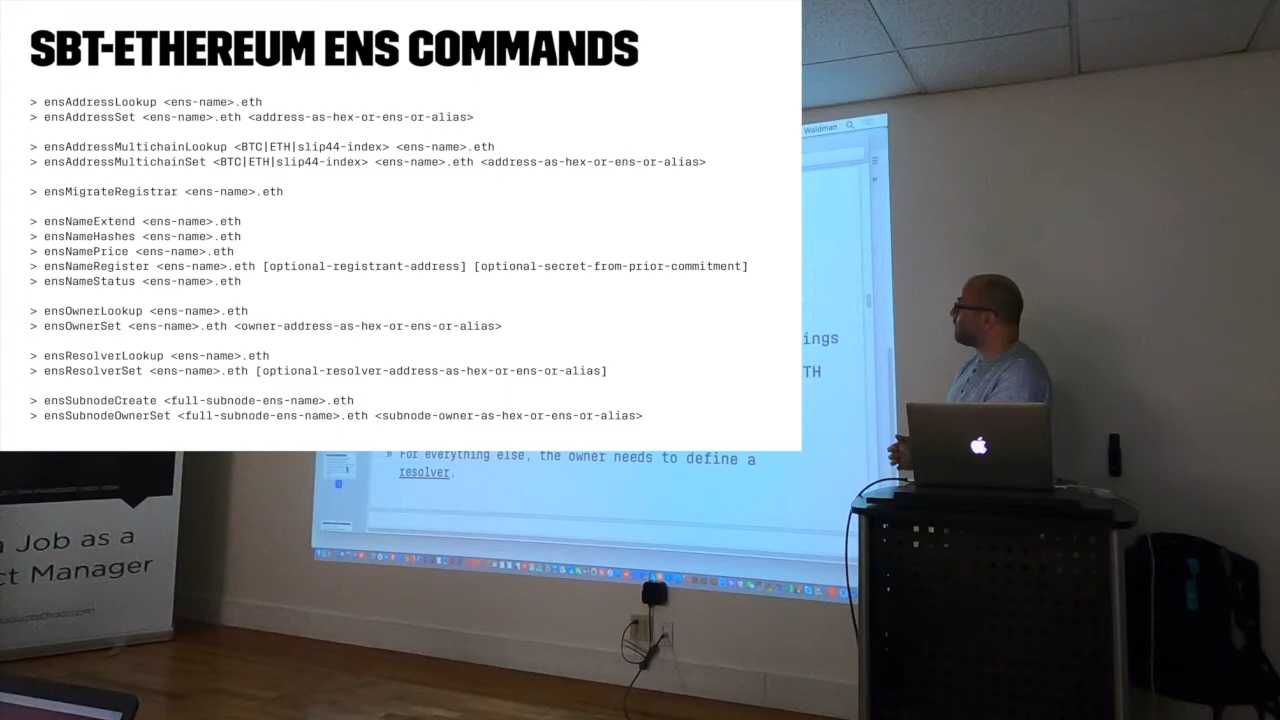 SBT-ETHEREUM ENS COMMANDS
> ensAddressLookup <ens-name>.eth
> ensAddressSet <ens-name>.eth <address-as-hex-or-ens-or-alias>
> ensAddressMultichainLookup <BTC|ETH|slip44-index> <ens-name>.eth
> ensAddressMultichainSet <BTC|ETH|slip44-index> <ens-name>.eth <address-as-hex-or-ens-or-alias>
> ensMigrateRegistrar <ens-name>.eth
> ensNameExtend <ens-name>.eth
> ensNameHashes <ens-name>.eth
> ensNamePrice <ens-name>.eth
> ensNameRegister <ens-name>.eth [optional-registrant-address] [optional-secret-from-prior-commitment]
> ensNameStatus <ens-name>.eth
> ensOwnerLookup <ens-name>.eth
> ensOwnerSet <ens-name>.eth <owner-address-as-hex-or-ens-or-alias>
> ensResolverLookup <ens-name>.eth
> ensResolverSet <ens-name>.eth [optional-resolver-address-as-hex-or-ens-or-alias]
> ensSubnodeCreate <full-subnode-ens-name>.eth
> ensSubnodeOwnerSet <full-subnode-ens-name>.eth <subnode-owner-as-hex-or-ens-or-alias>
Waldman
ings
TH
» For everything else, the owner needs to define a
resolver.
Job as a
ct Manager